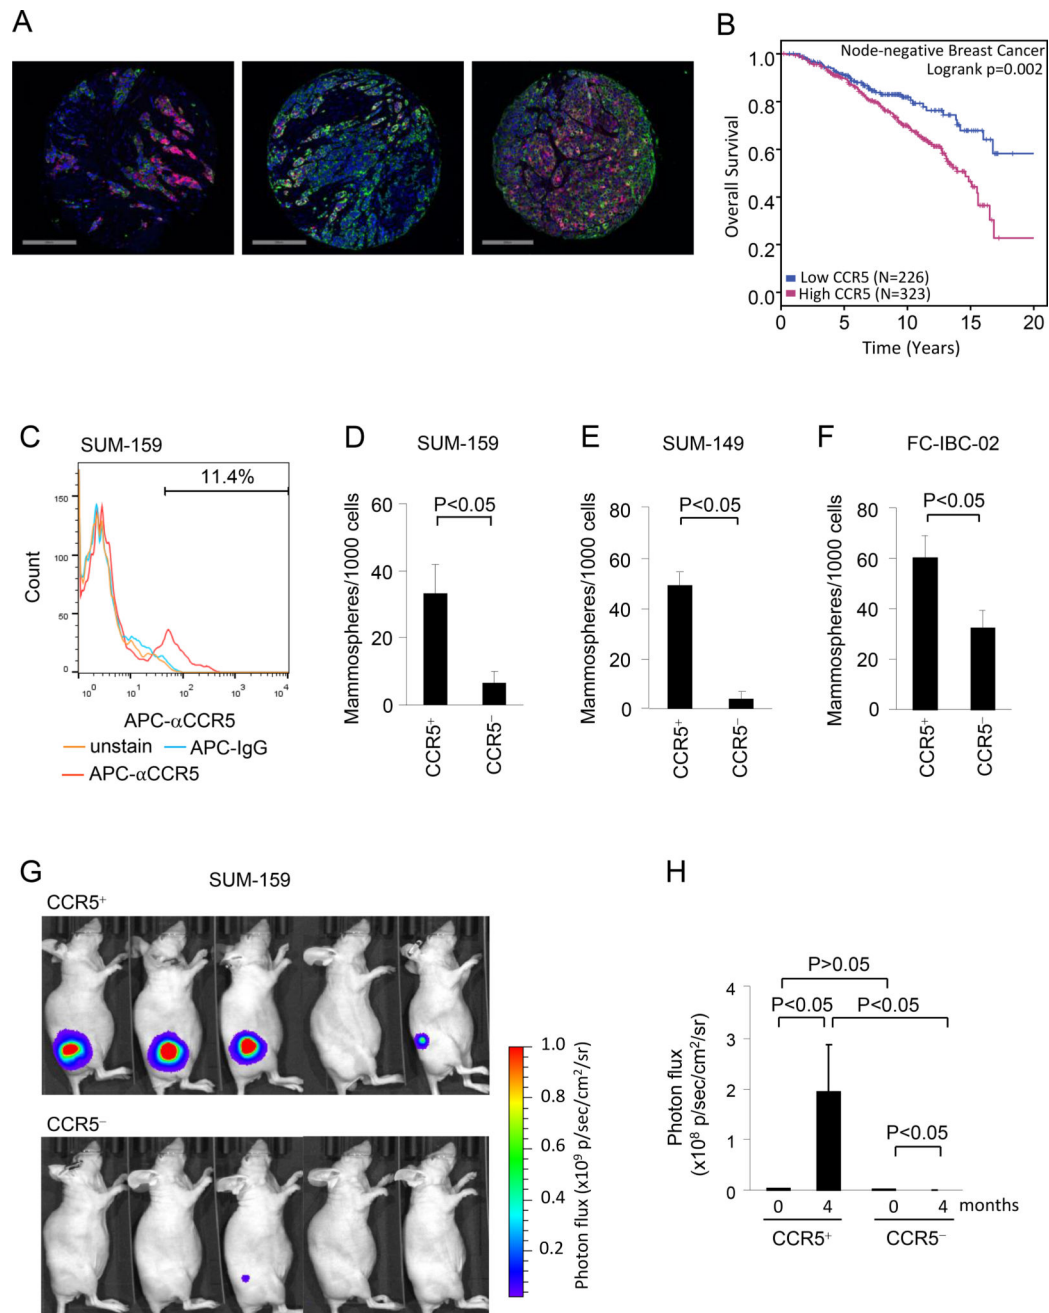 A
B
Node-negative Breast Cancer
Logrank p=0.002
Overall Survival
1.0
0.8
0.6
0.4
0.2
0.0
Low CCR5 (N=226)
High CCR5 (N=323)
0 5 10 15 20
Time (Years)
C
SUM-159
11.4%
Count
150
100
50
0
10⁰ 10¹ 10² 10³ 10⁴
APC-αCCR5
unstain APC-IgG
APC-αCCR5
D
SUM-159
P<0.05
Mammospheres/1000 cells
60
40
20
0
CCR5⁺ CCR5⁻
E
SUM-149
P<0.05
Mammospheres/1000 cells
80
60
40
20
0
CCR5⁺ CCR5⁻
F
FC-IBC-02
P<0.05
Mammospheres/1000 cells
80
60
40
20
0
CCR5⁺ CCR5⁻
G
SUM-159
CCR5⁺
CCR5⁻
1.0
0.8
0.6
0.4
0.2
Photon flux (x10⁹ p/sec/cm²/sr)
H
P>0.05
P<0.05 P<0.05
P<0.05
Photon flux
(x10⁸ p/sec/cm²/sr)
4
3
2
1
0
0 4 0 4 months
CCR5⁺ CCR5⁻